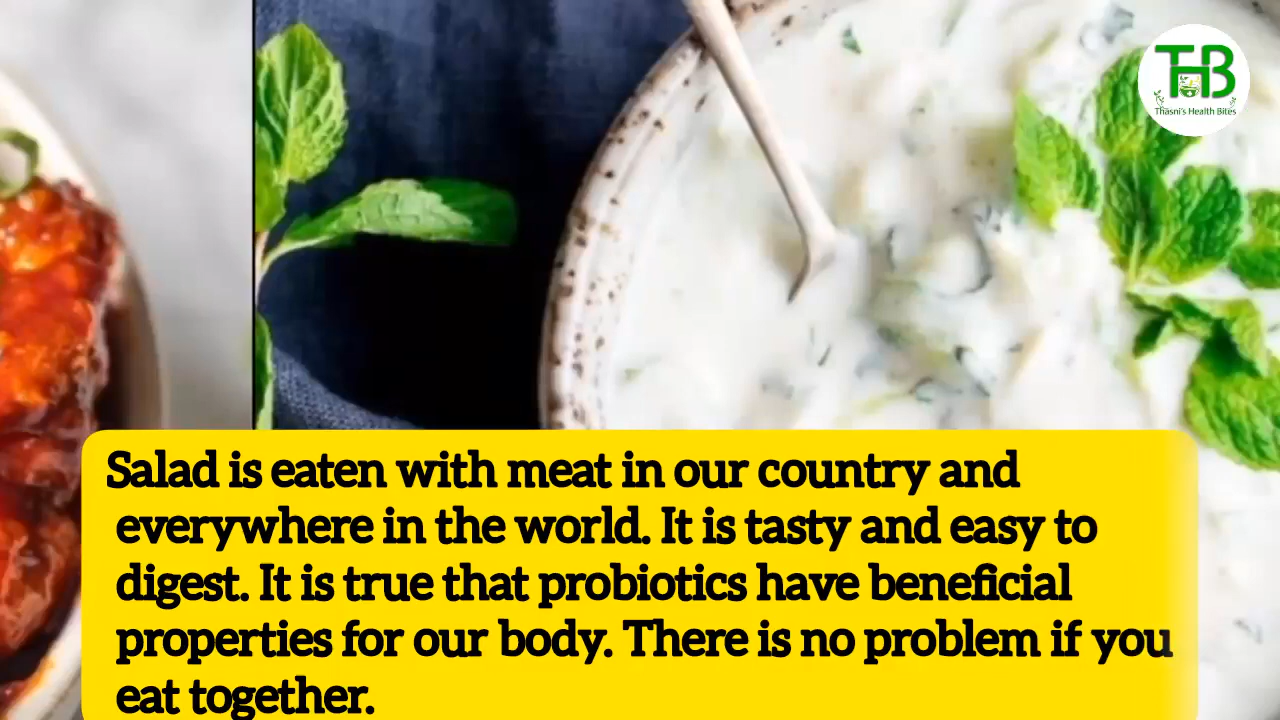 THB
Thasni's Health Bites
Salad is eaten with meat in our country and
everywhere in the world. It is tasty and easy to
digest. It is true that probiotics have beneficial
properties for our body. There is no problem if you
eat together.